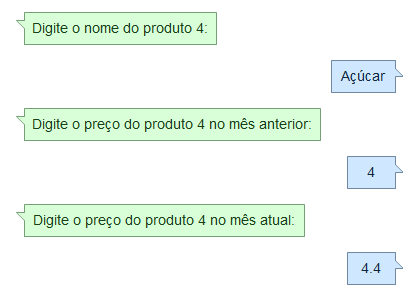 Digite o nome do produto 4:
Açúcar
Digite o preço do produto 4 no mês anterior:
4
Digite o preço do produto 4 no mês atual:
4.4